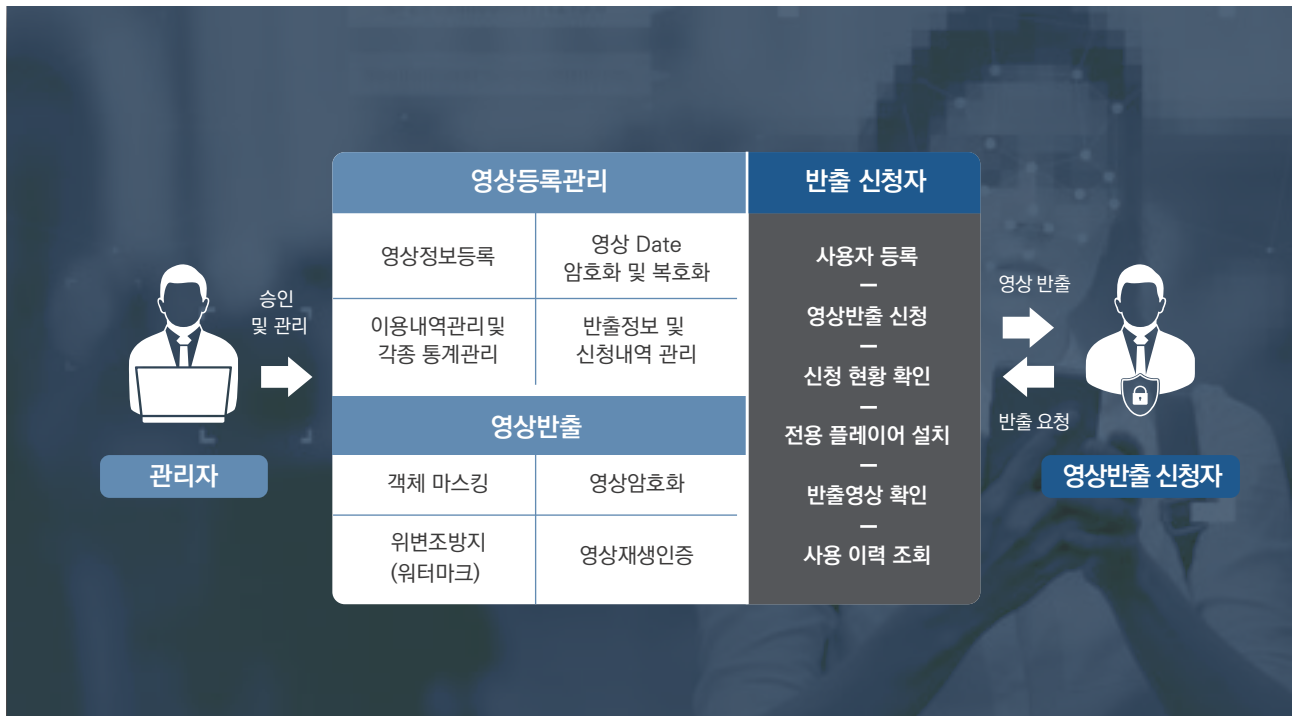 영상등록관리
반출 신청자
영상정보등록
영상 Date
암호화 및 복호화
이용내역관리및
각종 통계관리
반출정보 및
신청내역 관리
영상반출
객체 마스킹
영상암호화
위변조방지
(워터마크)
영상재생인증
사용자 등록
영상반출 신청
신청 현황 확인
전용 플레이어 설치
반출영상 확인
사용 이력 조회
승인
및 관리
관리자
영상 반출
반출 요청
영상반출 신청자